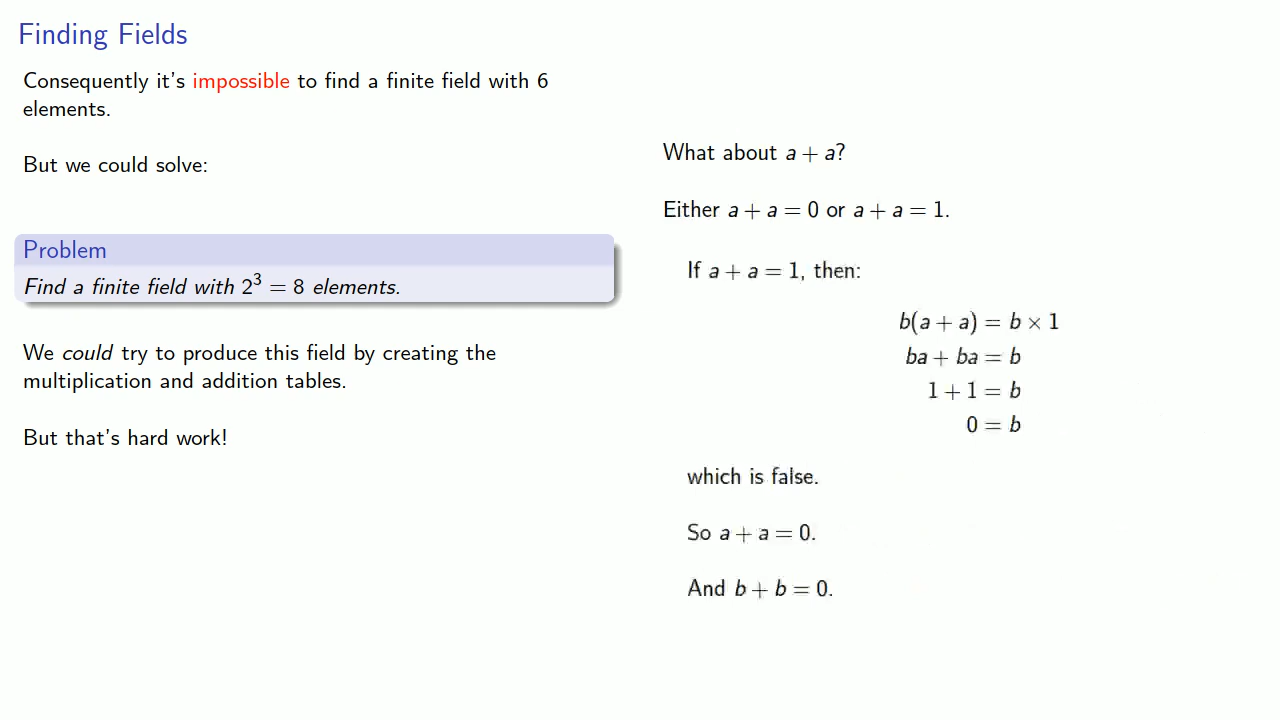 Finding Fields
Consequently it's impossible to find a finite field with 6
elements.
But we could solve:
Problem
Find a finite field with 2³ = 8 elements.
We could try to produce this field by creating the
multiplication and addition tables.
But that's hard work!
What about a + a?
Either a + a = 0 or a + a = 1.
If a + a = 1, then:
b(a + a) = b × 1
ba + ba = b
1 + 1 = b
0 = b
which is false.
So a + a = 0.
And b + b = 0.